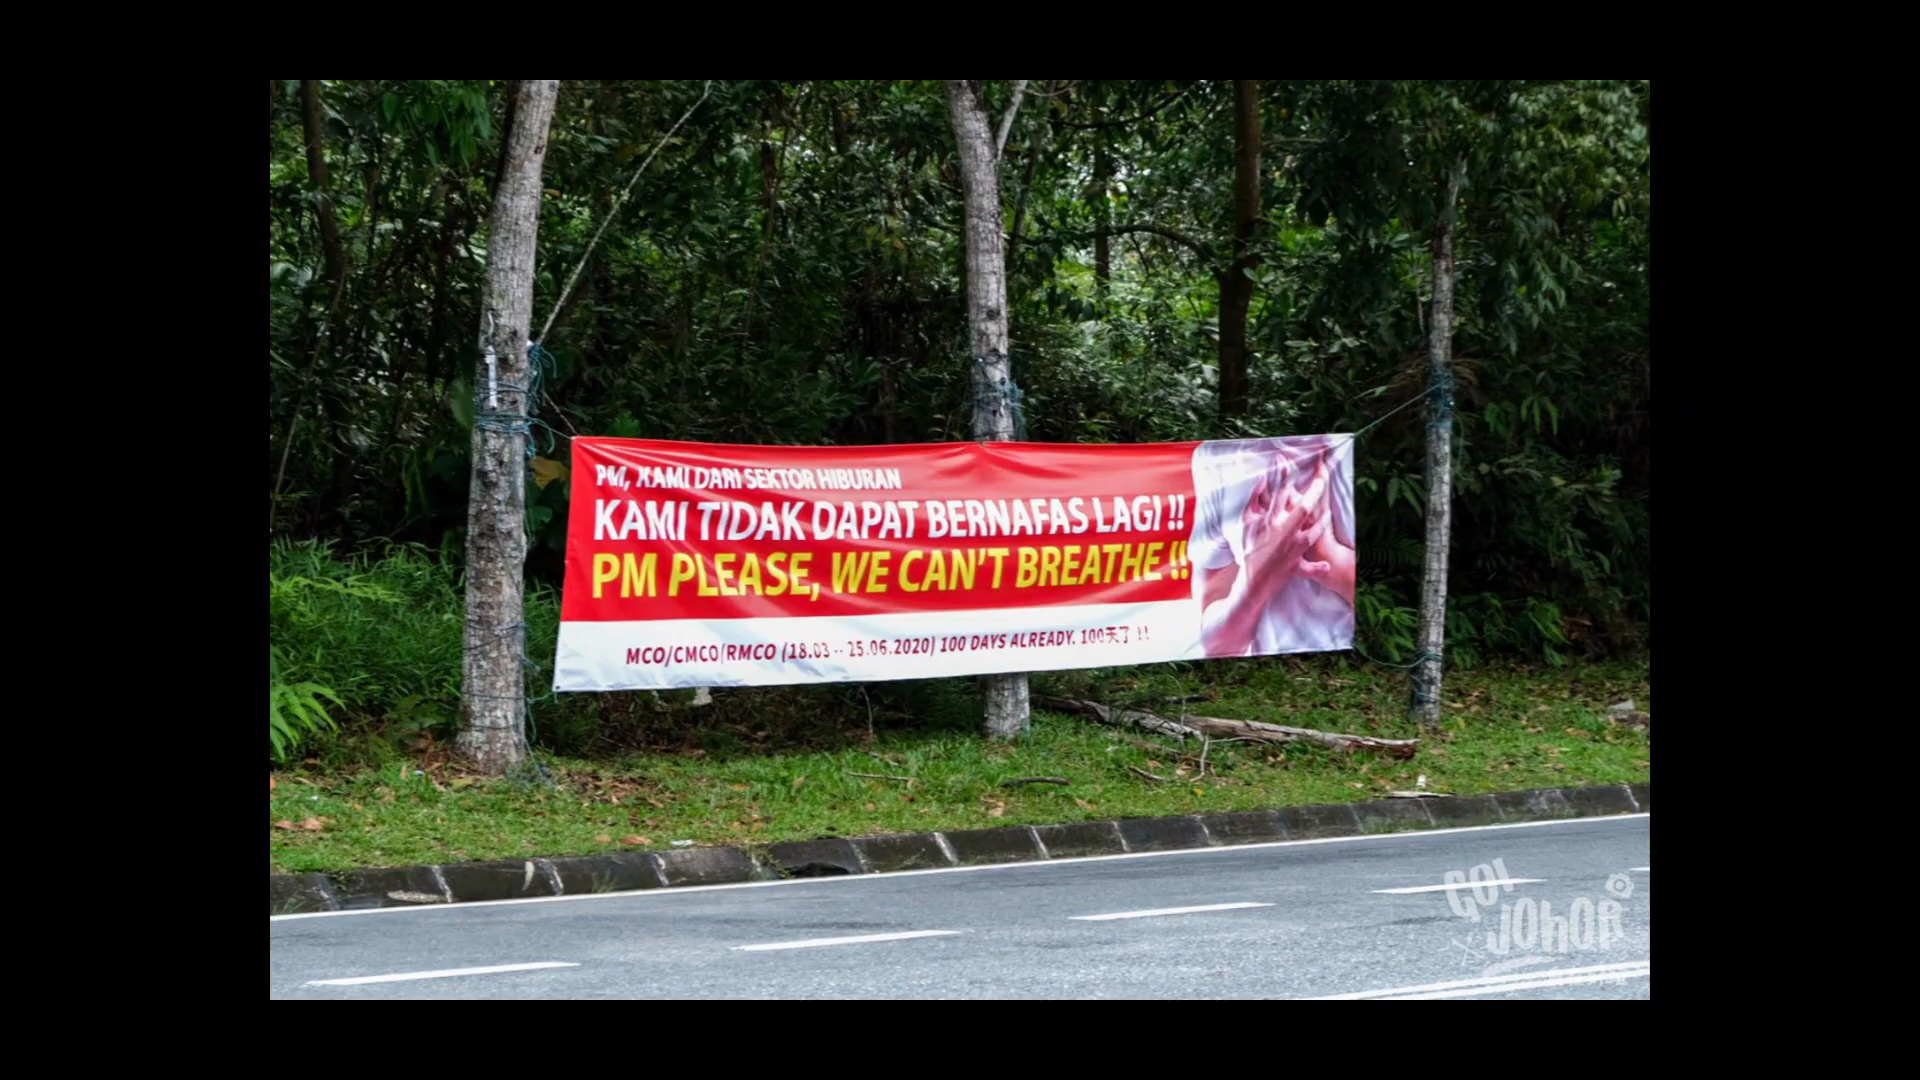 PM, KAMI DARI SEKTOR HIBURAN
KAMI TIDAK DAPAT BERNAFAS LAGI !!
PM PLEASE, WE CAN'T BREATHE !!
MCO/CMCO/RMCO (18.03 - 25.06.2020) 100 DAYS ALREADY. 100天了 !!
GO!
JOHOR